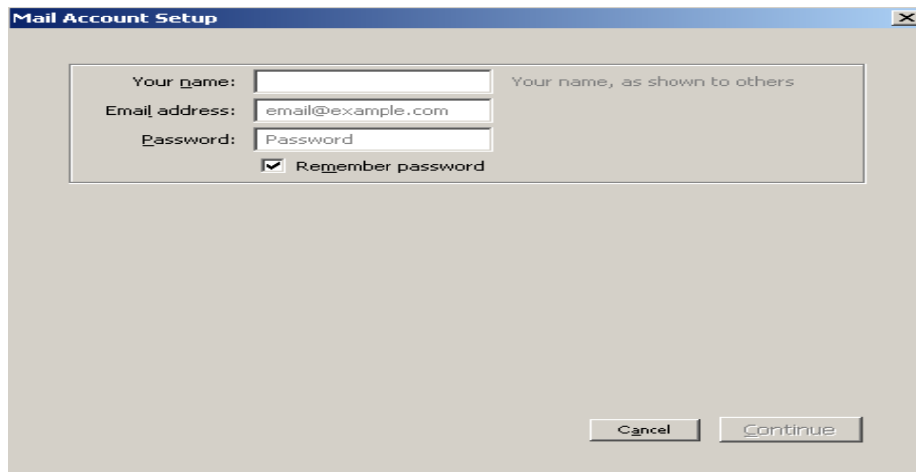 Mail Account Setup
Your name: Your name, as shown to others
Email address: email@example.com
Password: Password
Remember password
Cancel Continue